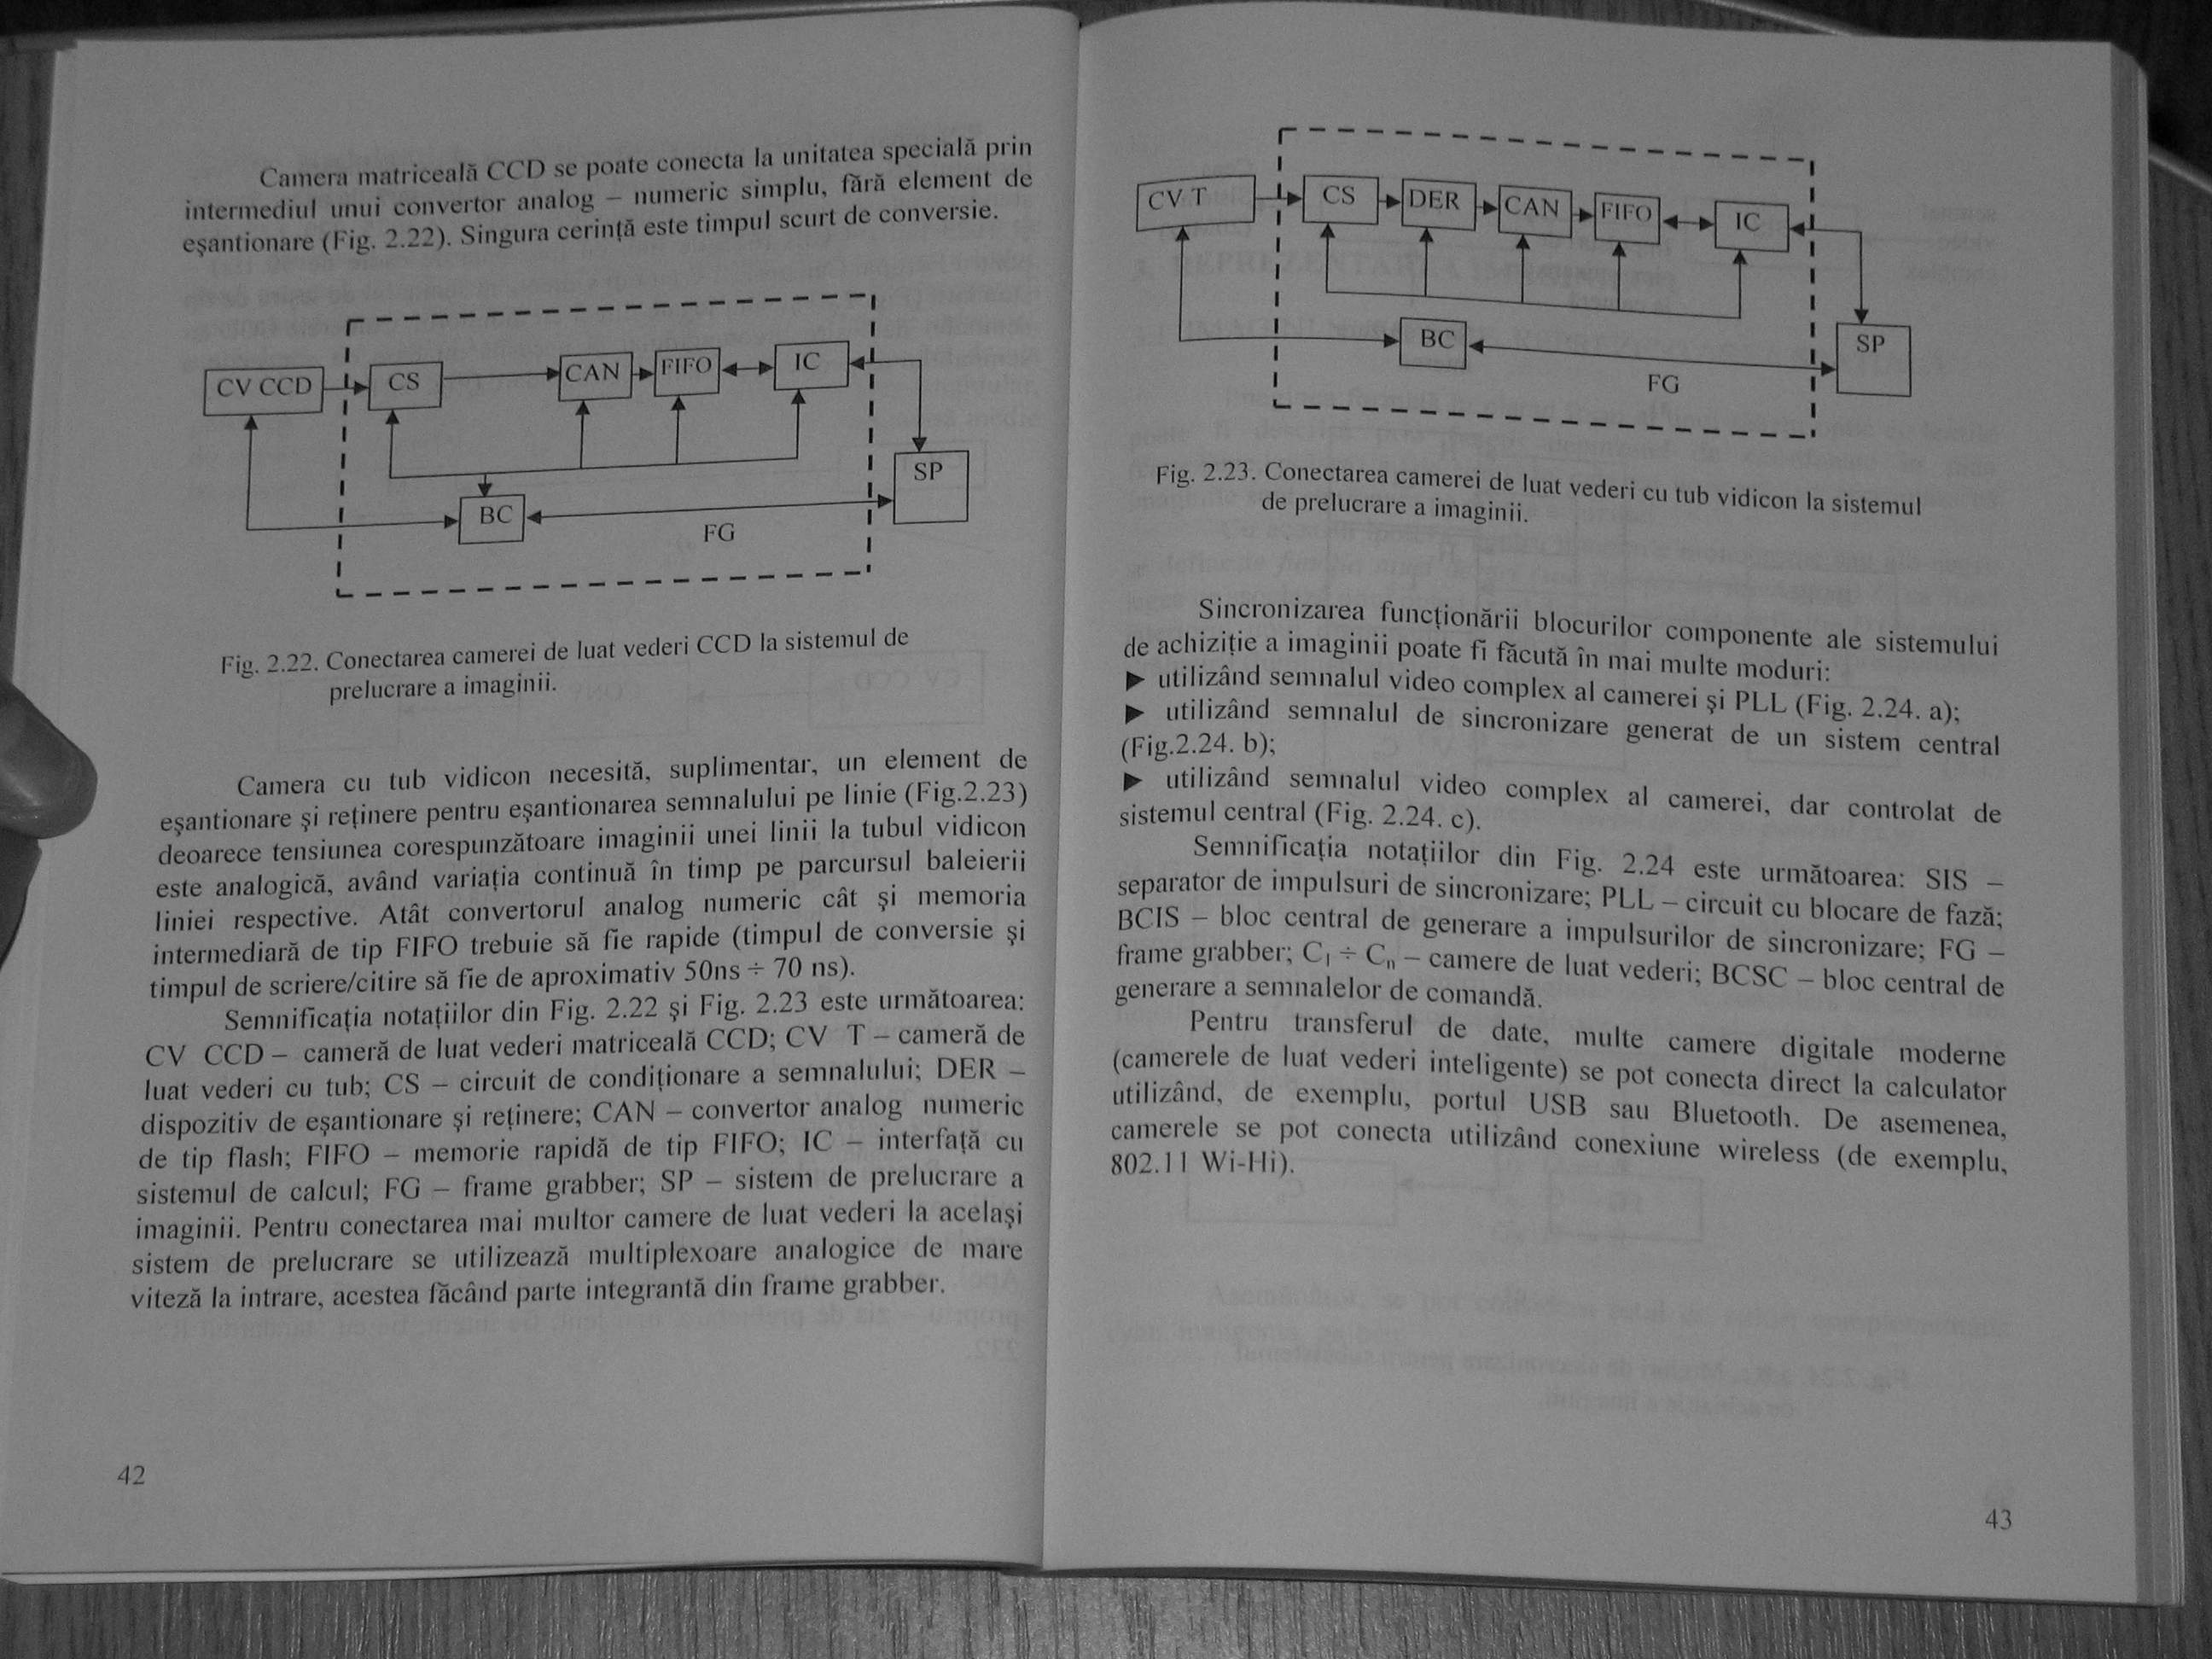 Camera matriceală CCD se poate conecta la unitatea specială prin
intermediul unui convertor analog – numeric simplu, fără element de
eşantionare (Fig. 2.22). Singura cerinţă este timpul scurt de conversie.
CV CCD
CS
CAN
FIFO
IC
SP
BC
FG
Fig. 2.22. Conectarea camerei de luat vederi CCD la sistemul de
prelucrare a imaginii.
Camera cu tub vidicon necesită, suplimentar, un element de
eşantionare şi reţinere pentru eşantionarea semnalului pe linie (Fig.2.23)
deoarece tensiunea corespunzătoare imaginii unei linii la tubul vidicon
este analogică, având variaţia continuă în timp pe parcursul baleierii
liniei respective. Atât convertorul analog numeric cât şi memoria
intermediară de tip FIFO trebuie să fie rapide (timpul de conversie şi
timpul de scriere/citire să fie de aproximativ 50ns ÷ 70 ns).
Semnificaţia notaţiilor din Fig. 2.22 şi Fig. 2.23 este următoarea:
CV CCD – cameră de luat vederi matriceală CCD; CV T – cameră de
luat vederi cu tub; CS – circuit de condiţionare a semnalului; DER –
dispozitiv de eşantionare şi reţinere; CAN – convertor analog numeric
de tip flash; FIFO – memorie rapidă de tip FIFO; IC – interfaţă cu
sistemul de calcul; FG – frame grabber; SP – sistem de prelucrare a
imaginii. Pentru conectarea mai multor camere de luat vederi la acelaşi
sistem de prelucrare se utilizează multiplexoare analogice de mare
viteză la intrare, acestea făcând parte integrantă din frame grabber.
42
CV T
CS
DER
CAN
FIFO
IC
BC
SP
FG
Fig. 2.23. Conectarea camerei de luat vederi cu tub vidicon la sistemul
de prelucrare a imaginii.
Sincronizarea funcţionării blocurilor componente ale sistemului
de achiziţie a imaginii poate fi făcută în mai multe moduri:
► utilizând semnalul video complex al camerei şi PLL (Fig. 2.24. a);
► utilizând semnalul de sincronizare generat de un sistem central
(Fig.2.24. b);
► utilizând semnalul video complex al camerei, dar controlat de
sistemul central (Fig. 2.24. c).
Semnificaţia notaţiilor din Fig. 2.24 este următoarea: SIS –
separator de impulsuri de sincronizare; PLL – circuit cu blocare de fază;
BCIS – bloc central de generare a impulsurilor de sincronizare; FG –
frame grabber; C₁ ÷ Cₙ – camere de luat vederi; BCSC – bloc central de
generare a semnalelor de comandă.
Pentru transferul de date, multe camere digitale moderne
(camerele de luat vederi inteligente) se pot conecta direct la calculator
utilizând, de exemplu, portul USB sau Bluetooth. De asemenea,
camerele se pot conecta utilizând conexiune wireless (de exemplu,
802.11 Wi-Hi).
43